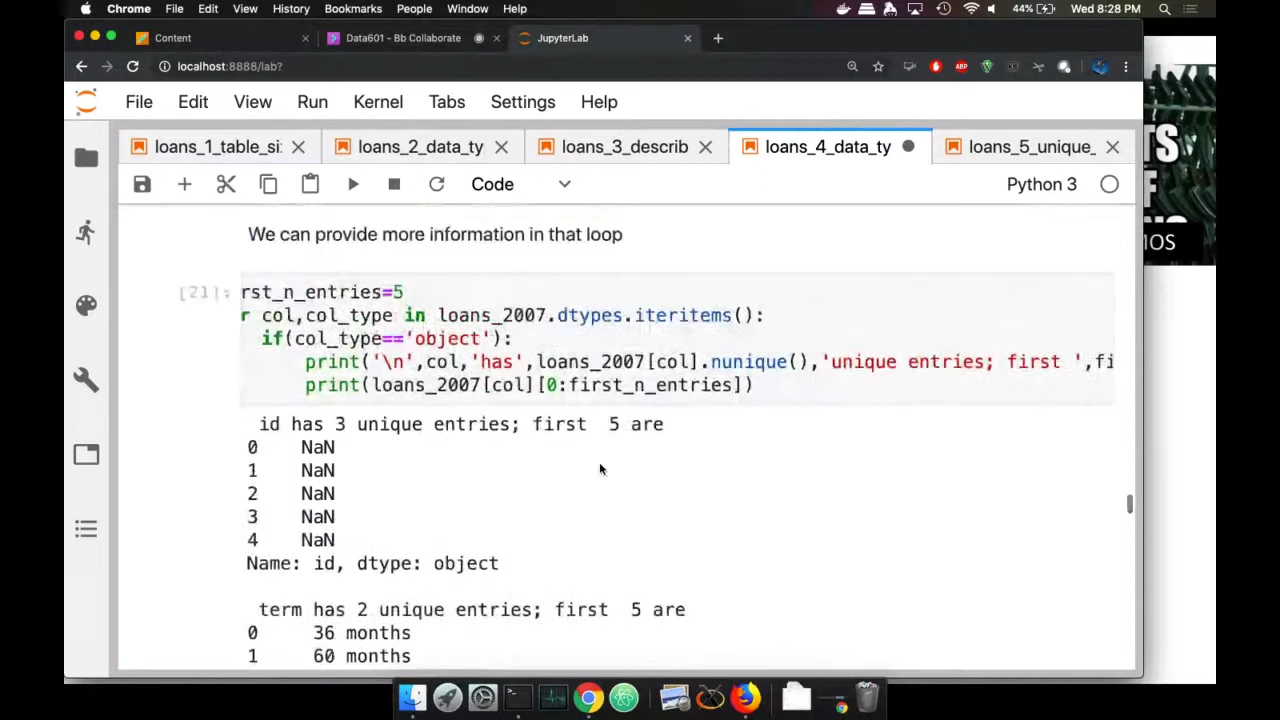 Chrome File Edit View History Bookmarks People Window Help 44% Wed 8:28 PM
Content Data601 - Bb Collaborate JupyterLab
localhost:8888/lab?
ABP
File Edit View Run Kernel Tabs Settings Help
loans_1_table_si: loans_2_data_ty loans_3_describ loans_4_data_ty loans_5_unique_
Code Python 3
We can provide more information in that loop
[21]: rst_n_entries=5
r col,col_type in loans_2007.dtypes.iteritems():
if(col_type=='object'):
print('\n',col,'has',loans_2007[col].nunique(),'unique entries; first ',fi
print(loans_2007[col][0:first_n_entries])
id has 3 unique entries; first  5 are
0 NaN
1 NaN
2 NaN
3 NaN
4 NaN
Name: id, dtype: object
term has 2 unique entries; first  5 are
0 36 months
1 60 months